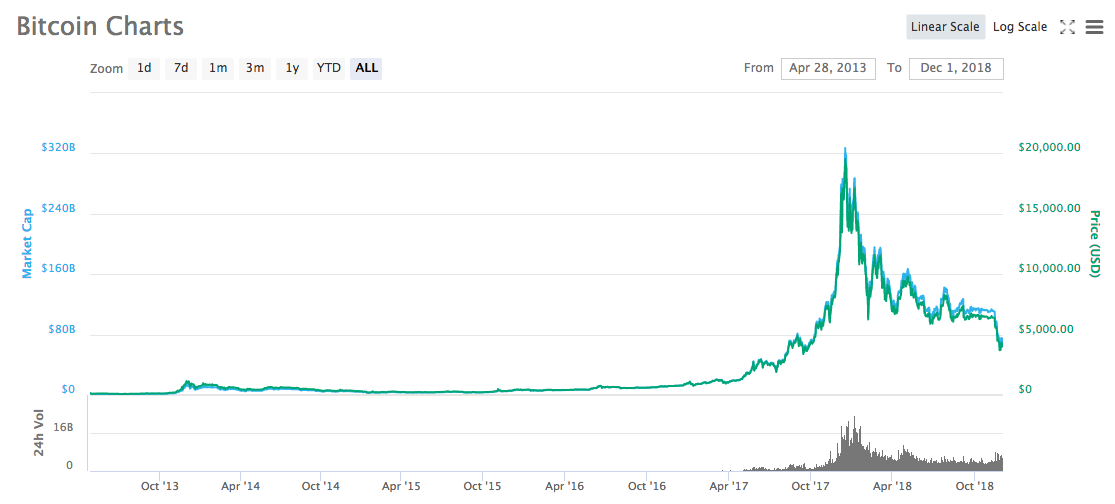 Bitcoin Charts
Linear Scale Log Scale
Zoom 1d 7d 1m 3m 1y YTD ALL From Apr 28, 2013 To Dec 1, 2018
$320B $20,000.00
$240B $15,000.00
Market Cap Price (USD)
$160B $10,000.00
$80B $5,000.00
$0 $0
24h Vol
16B
0
Oct '13 Apr '14 Oct '14 Apr '15 Oct '15 Apr '16 Oct '16 Apr '17 Oct '17 Apr '18 Oct '18